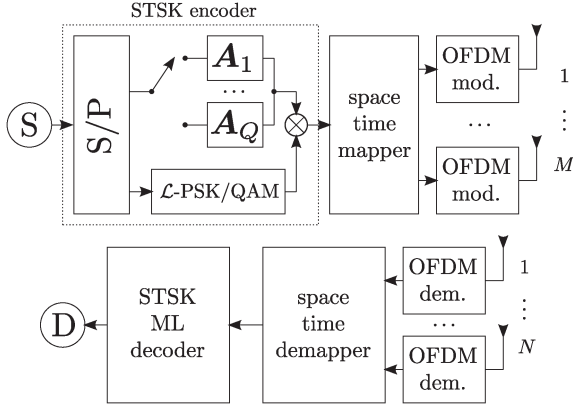 STSK encoder
S
S/P
A₁
...
A_Q
ℒ-PSK/QAM
space
time
mapper
OFDM
mod.
...
OFDM
mod.
1
⋮
M
D
STSK
ML
decoder
space
time
demapper
OFDM
dem.
...
OFDM
dem.
1
⋮
N